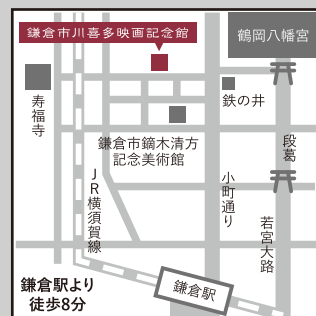 鎌倉市川喜多映画記念館
鶴岡八幡宮
鉄の井
寿福寺
鎌倉市鏑木清方
記念美術館
段葛
小町通り
JR横須賀線
若宮大路
鎌倉駅より
徒歩8分
鎌倉駅